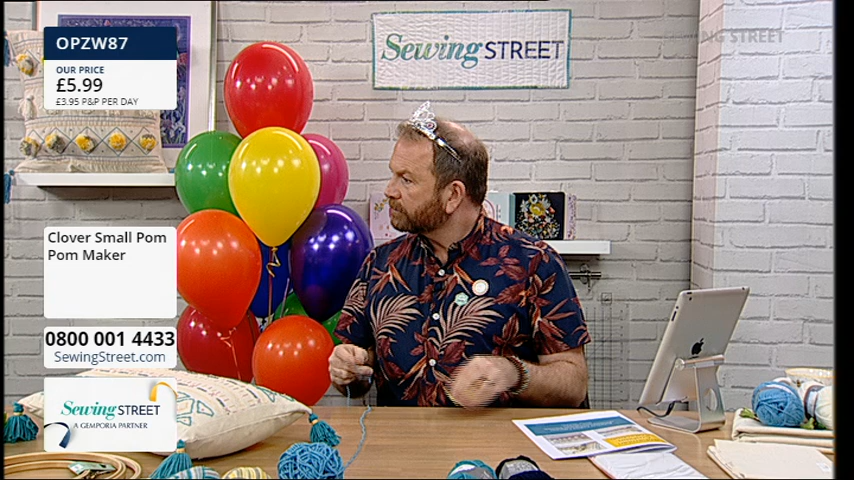 OPZW87
OUR PRICE
£5.99
£3.95 P&P PER DAY
Sewing STREET
SEWING STREET
Clover Small Pom
Pom Maker
0800 001 4433
SewingStreet.com
Sewing STREET
A GEMPORIA PARTNER